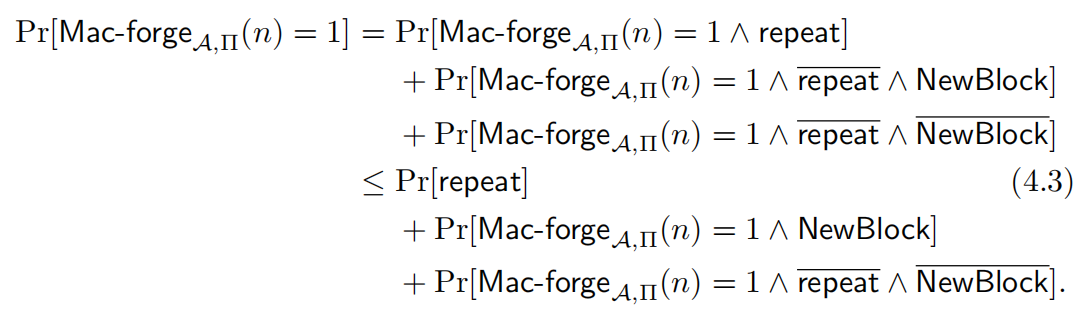 Pr[Mac-forge_{𝒜,Π}(n) = 1] = Pr[Mac-forge_{𝒜,Π}(n) = 1 ∧ repeat]
+ Pr[Mac-forge_{𝒜,Π}(n) = 1 ∧ \overline{repeat} ∧ NewBlock]
+ Pr[Mac-forge_{𝒜,Π}(n) = 1 ∧ \overline{repeat} ∧ \overline{NewBlock}]
≤ Pr[repeat] (4.3)
+ Pr[Mac-forge_{𝒜,Π}(n) = 1 ∧ NewBlock]
+ Pr[Mac-forge_{𝒜,Π}(n) = 1 ∧ \overline{repeat} ∧ \overline{NewBlock}].